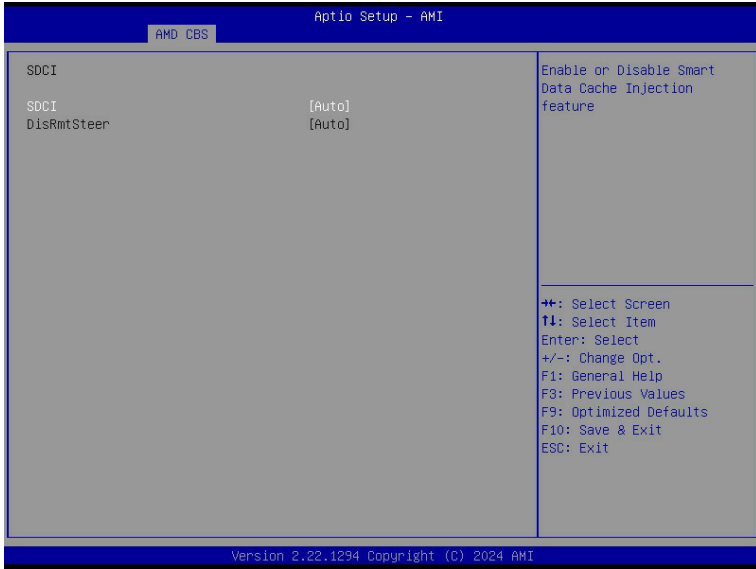 Aptio Setup – AMI
AMD CBS
SDCI
SDCI [Auto]
DisRmtSteer [Auto]
Enable or Disable Smart
Data Cache Injection
feature
→←: Select Screen
↑↓: Select Item
Enter: Select
+/-: Change Opt.
F1: General Help
F3: Previous Values
F9: Optimized Defaults
F10: Save & Exit
ESC: Exit
Version 2.22.1294 Copyright (C) 2024 AMI